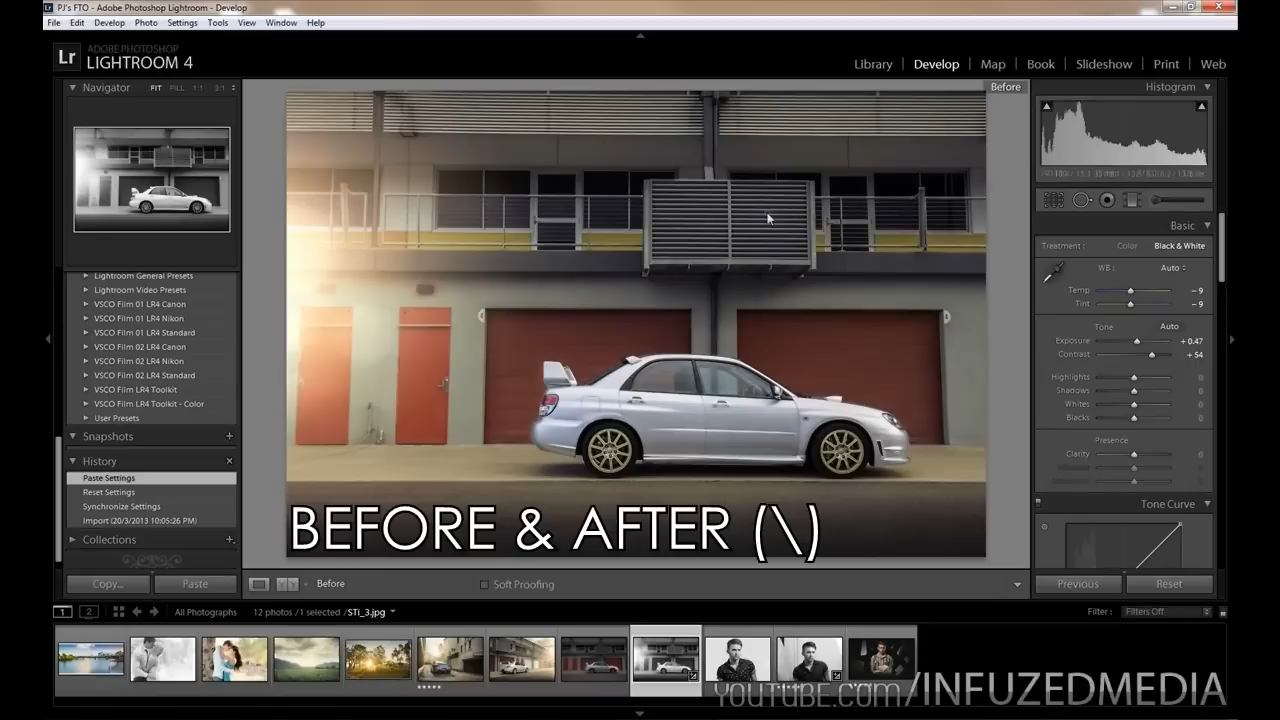 PJ's FTO - Adobe Photoshop Lightroom - Develop
File Edit Develop Photo Settings Tools View Window Help
Lr
ADOBE PHOTOSHOP
LIGHTROOM 4
Library | Develop | Map | Book | Slideshow | Print | Web
Navigator FIT FILL 1:1 3:1
Before
Histogram
Basic
Treatment: Color Black & White
WB: Auto
Temp - 9
Tint - 9
Tone Auto
Exposure + 0.47
Contrast + 54
Highlights 0
Shadows 0
Whites 0
Blacks 0
Presence
Clarity 0
Tone Curve
Lightroom General Presets
Lightroom Video Presets
VSCO Film 01 LR4 Canon
VSCO Film 01 LR4 Nikon
VSCO Film 01 LR4 Standard
VSCO Film 02 LR4 Canon
VSCO Film 02 LR4 Nikon
VSCO Film 02 LR4 Standard
VSCO Film LR4 Toolkit
VSCO Film LR4 Toolkit - Color
User Presets
Snapshots
History
Paste Settings
Reset Settings
Synchronize Settings
Import (20/3/2013 10:05:26 PM)
Collections
BEFORE & AFTER (\)
Copy... Paste
Before
Soft Proofing
Previous Reset
1 2 All Photographs 12 photos / 1 selected / STi_3.jpg
Filter: Filters Off
YOUTUBE.COM/INFUZEDMEDIA